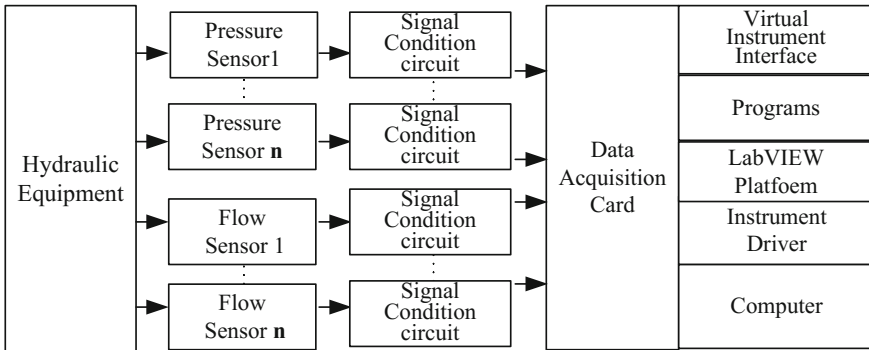 Hydraulic
Equipment
Pressure
Sensor1
Pressure
Sensor n
Flow
Sensor 1
Flow
Sensor n
Signal
Condition
circuit
Signal
Condition
circuit
Signal
Condition
circuit
Signal
Condition
circuit
Data
Acquisition
Card
Virtual
Instrument
Interface
Programs
LabVIEW
Platfoem
Instrument
Driver
Computer